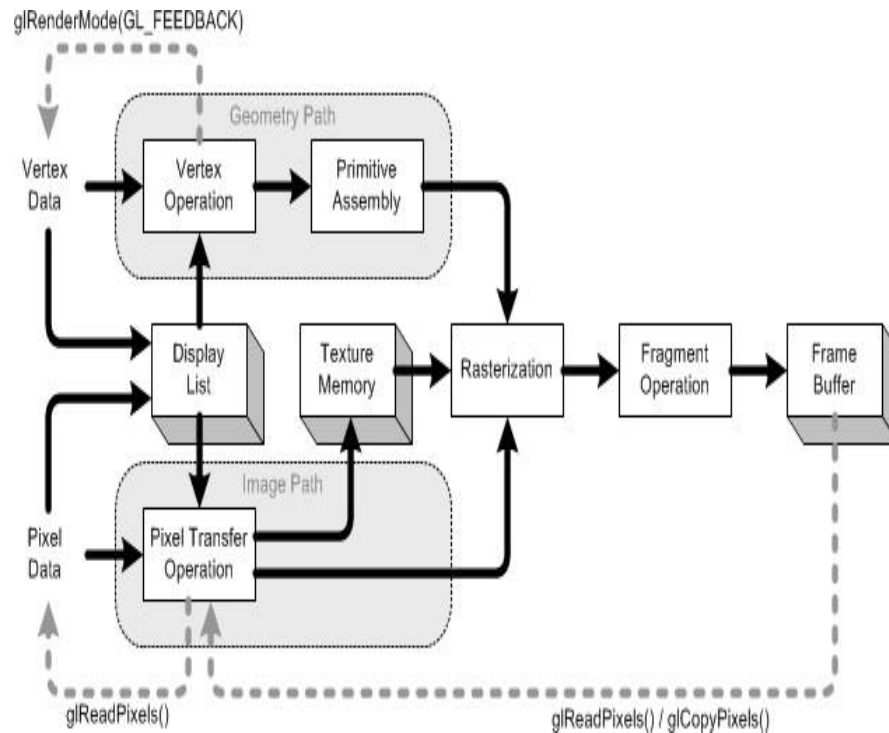 glRenderMode(GL_FEEDBACK)
Geometry Path
Vertex
Data
Vertex
Operation
Primitive
Assembly
Display
List
Texture
Memory
Rasterization
Fragment
Operation
Frame
Buffer
Image Path
Pixel
Data
Pixel Transfer
Operation
glReadPixels()
glReadPixels() / glCopyPixels()